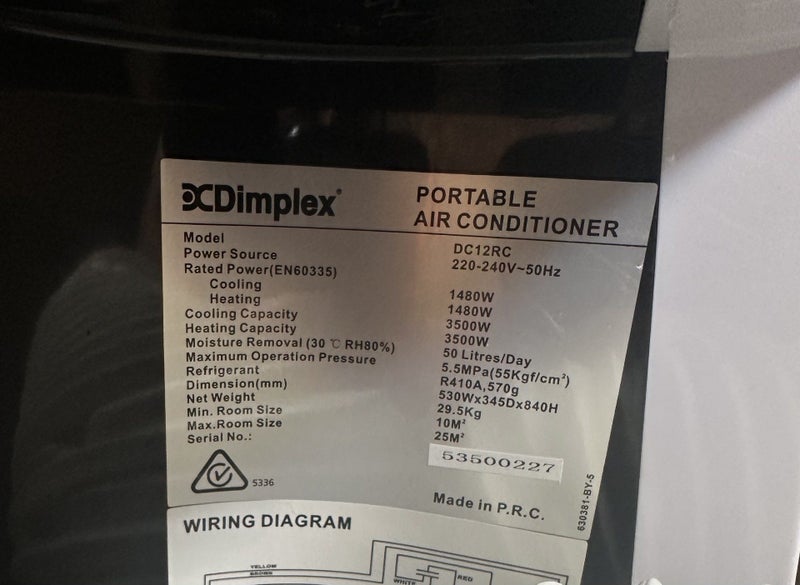 Dimplex®
PORTABLE
AIR CONDITIONER
Model DC12RC
Power Source 220-240V~50Hz
Rated Power(EN60335)
Cooling 1480W
Heating 1480W
Cooling Capacity 3500W
Heating Capacity 3500W
Moisture Removal (30 ℃ RH80%) 50 Litres/Day
Maximum Operation Pressure 5.5MPa(55Kgf/cm²)
Refrigerant R410A,570g
Dimension(mm) 530Wx345Dx840H
Net Weight 29.5Kg
Min. Room Size 10M²
Max.Room Size 25M²
Serial No.: 53500227
5336
Made in P.R.C.
630381-BY-5
WIRING DIAGRAM
YELLOW
BROWN
WHITE
RED